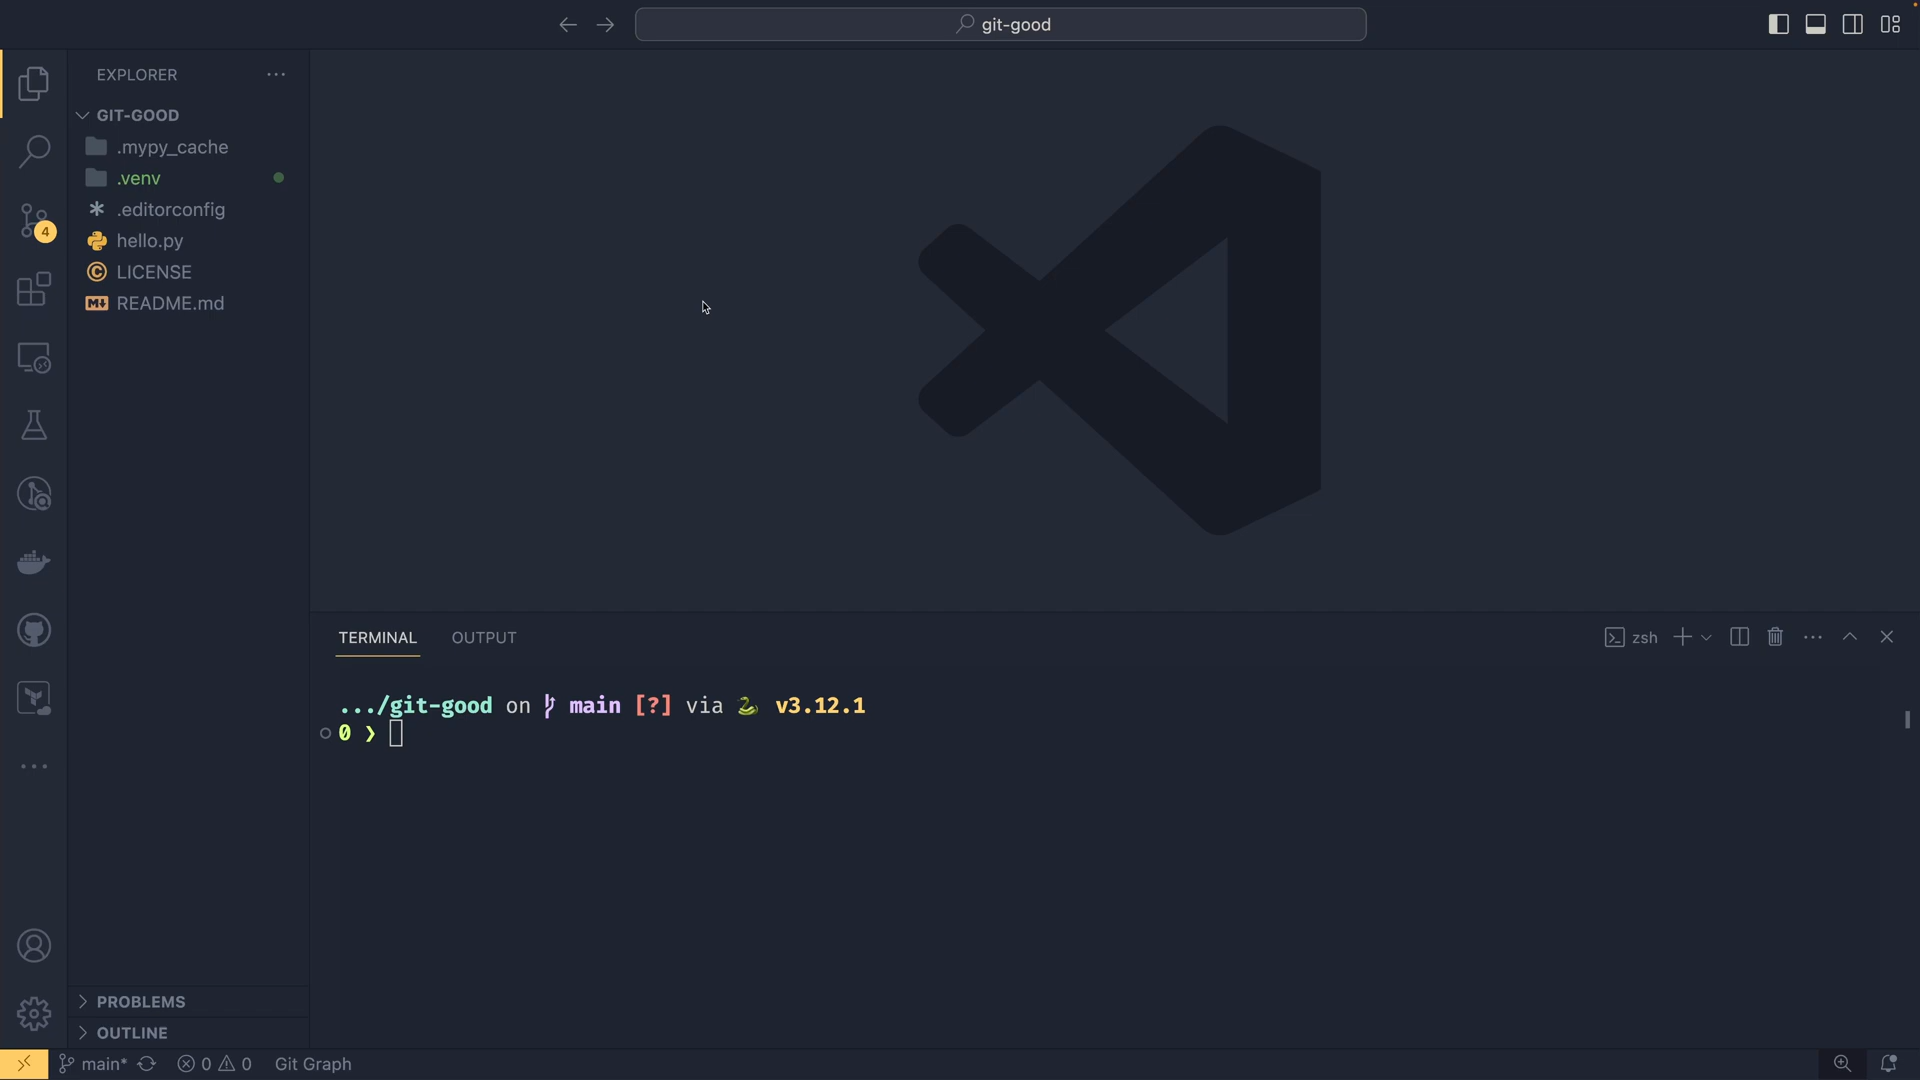 git-good
EXPLORER
GIT-GOOD
.mypy_cache
.venv
.editorconfig
4
hello.py
LICENSE
README.md
TERMINAL
OUTPUT
zsh
.../git-good on main [?] via 🐍 v3.12.1
0 ❯
PROBLEMS
OUTLINE
main* 0 0 Git Graph